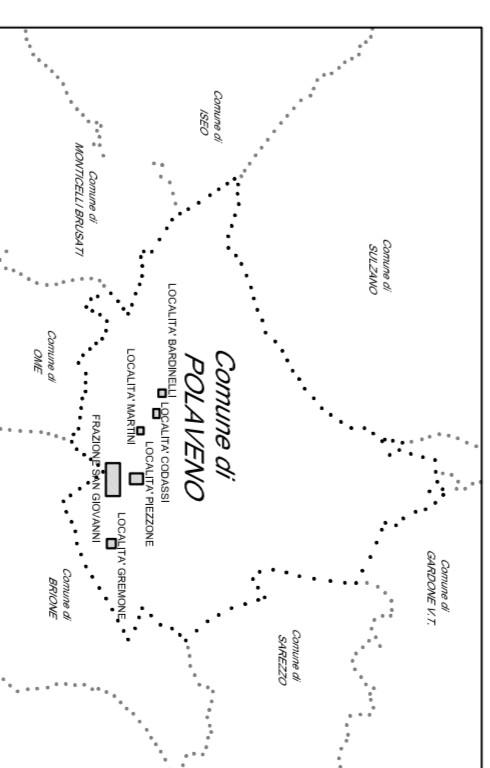 Comune di
ISEO
Comune di
MONTICELLI BRUSATI
Comune di
SULZANO
Comune di
OME
Comune di
POLAVENO
LOCALITA' BARDINELLI
LOCALITA' CODASSI
LOCALITA' MARTINI
LOCALITA' PIEZZONE
FRAZIONE SAN GIOVANNI
LOCALITA' GREMONE
Comune di
GARDONE V.T.
Comune di
SAREZZO
Comune di
BRIONE